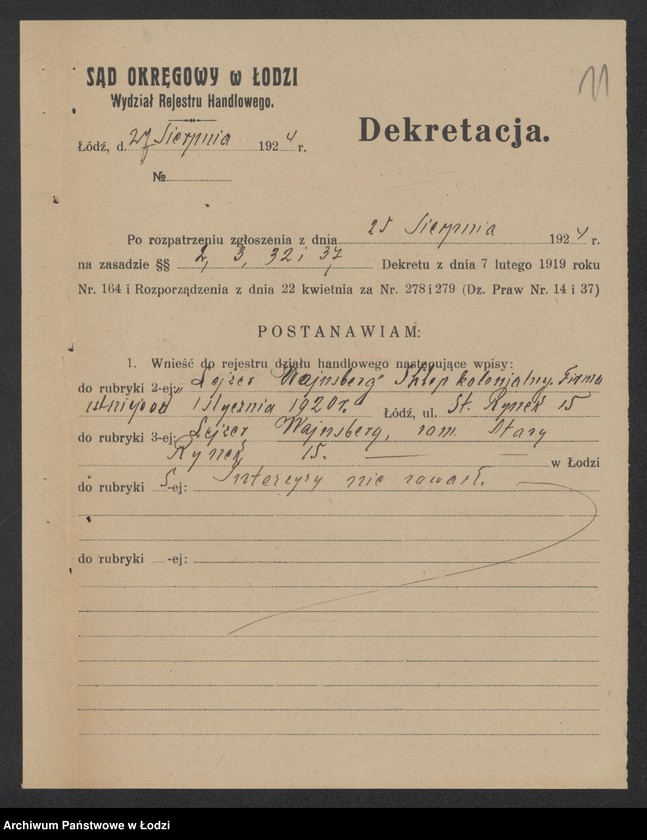 SĄD OKRĘGOWY w ŁODZI
Wydział Rejestru Handlowego.
11
Dekretacja.
Łódź, d. 27 Sierpnia 1924 r.
№
Po rozpatrzeniu zgłoszenia z dnia 25 Sierpnia 1924 r.
na zasadzie §§ 2, 3, 32 i 37 Dekretu z dnia 7 lutego 1919 roku
Nr. 164 i Rozporządzenia z dnia 22 kwietnia za Nr. 278 i 279 (Dz. Praw Nr. 14 i 37)
POSTANAWIAM:
1. Wnieść do rejestru działu handlowego następujące wpisy:
do rubryki 2-ej: „Lejzer Wajnsberg" Sklep kolonjalny. Firma
istnieje od 1 Stycznia 1920 r. Łódź, ul. St. Rynek 15
do rubryki 3-ej: Lejzer Wajnsberg, zam. Stary
Rynek 15. w Łodzi
do rubryki 5-ej: Intercyzy nie zawarł.
do rubryki -ej:
Archiwum Państwowe w Łodzi